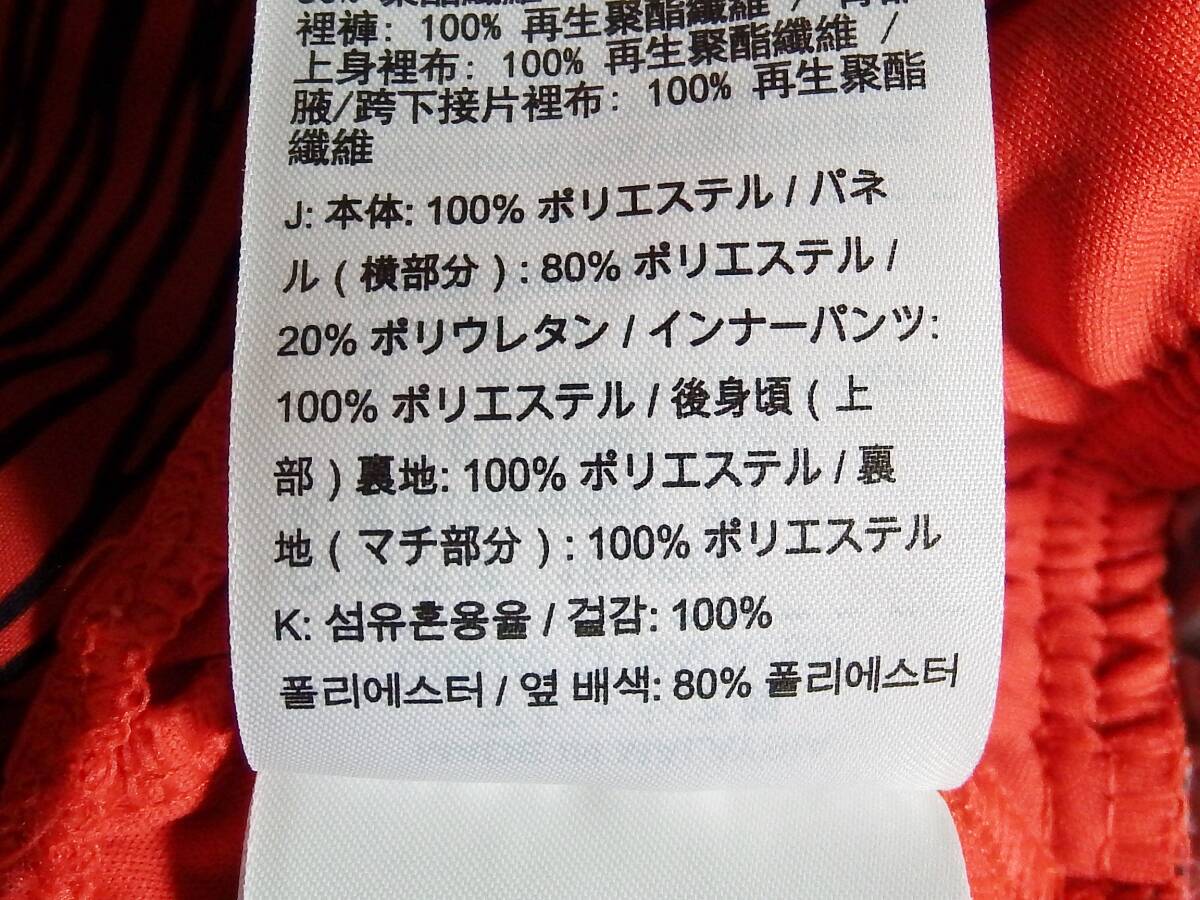 裡褲: 100% 再生聚酯纖維 /
上身裡布: 100% 再生聚酯纖維 /
腋/跨下接片裡布: 100% 再生聚酯
纖維
J: 本体: 100% ポリエステル / パネ
ル ( 横部分 ) : 80% ポリエステル /
20% ポリウレタン / インナーパンツ:
100% ポリエステル / 後身頃 ( 上
部 ) 裏地: 100% ポリエステル / 裏
地 ( マチ部分 ) : 100% ポリエステル
K: 섬유혼용율 / 겉감: 100%
폴리에스터 / 옆 배색: 80% 폴리에스터